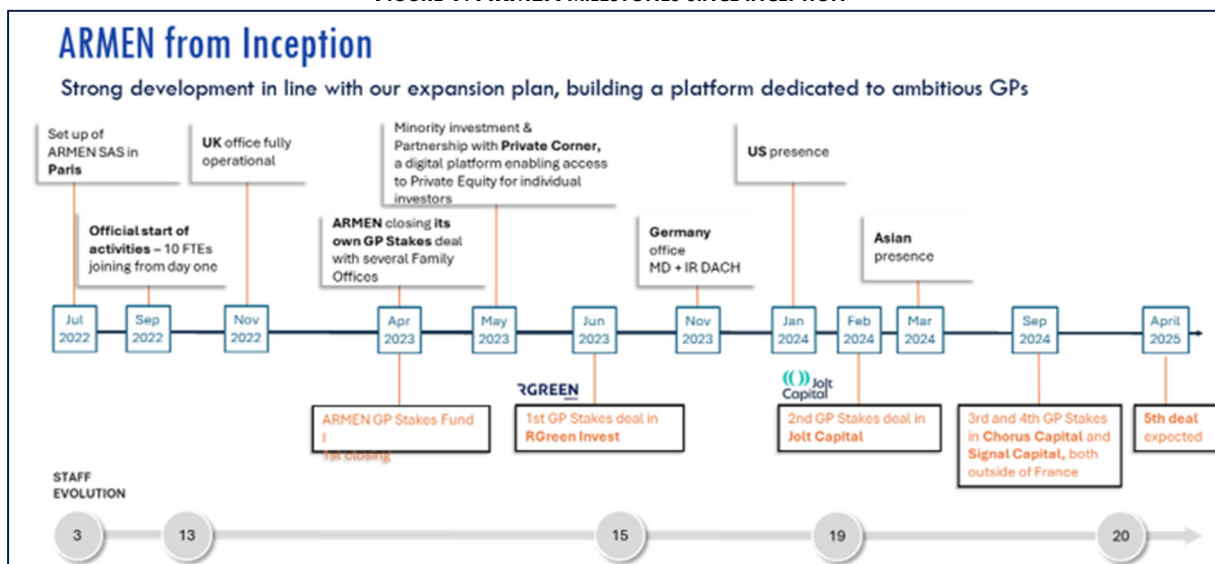 ARMEN from Inception
Strong development in line with our expansion plan, building a platform dedicated to ambitious GPs
Set up of
ARMEN SAS in
Paris
UK office fully
operational
Minority investment &
Partnership with Private Corner,
a digital platform enabling access
to Private Equity for individual
investors
US presence
Official start of
activities – 10 FTEs
joining from day one
ARMEN closing its
own GP Stakes deal
with several Family
Offices
Germany
office
MD + IR DACH
Asian
presence
Jul
2022
Sep
2022
Nov
2022
Apr
2023
May
2023
Jun
2023
Nov
2023
Jan
2024
Feb
2024
Mar
2024
Sep
2024
April
2025
RGREEN
Jolt
Capital
ARMEN GP Stakes Fund
I
1st closing
1st GP Stakes deal in
RGreen Invest
2nd GP Stakes deal in
Jolt Capital
3rd and 4th GP Stakes
in Chorus Capital and
Signal Capital, both
outside of France
5th deal
expected
STAFF
EVOLUTION
3
13
15
19
20